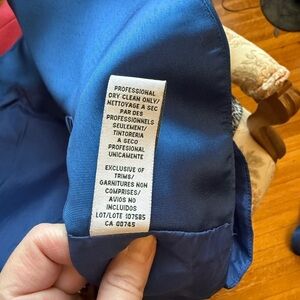 PROFESSIONAL
DRY CLEAN ONLY/
NETTOYAGE A SEC
PAR DES
PROFESSIONNELS
SEULEMENT/
TINTORERIA
A SECO
PROFESIONAL
UNICAMENTE
EXCLUSIVE OF
TRIMS/
GARNITURES NON
COMPRISES/
AVIOS NO
INCLUIDOS
LOT/LOTE 107585
CA 00745